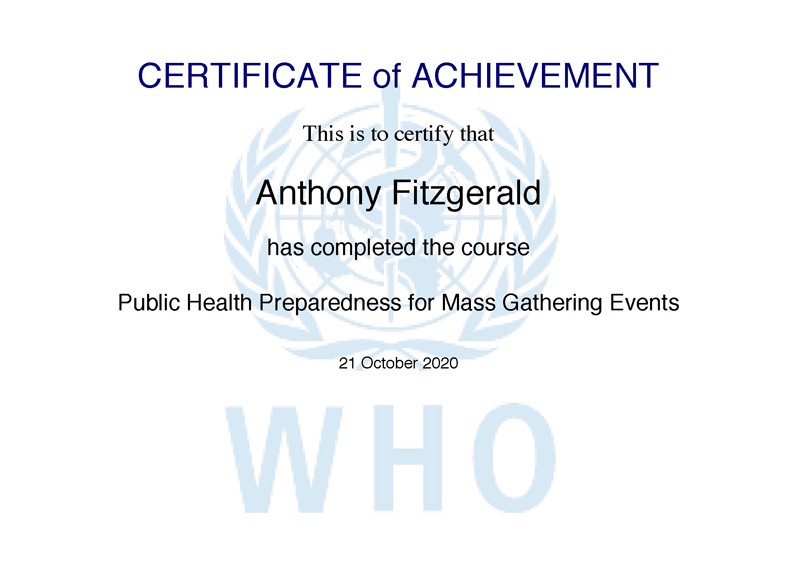 CERTIFICATE of ACHIEVEMENT
This is to certify that
Anthony Fitzgerald
has completed the course
Public Health Preparedness for Mass Gathering Events
21 October 2020
WHO